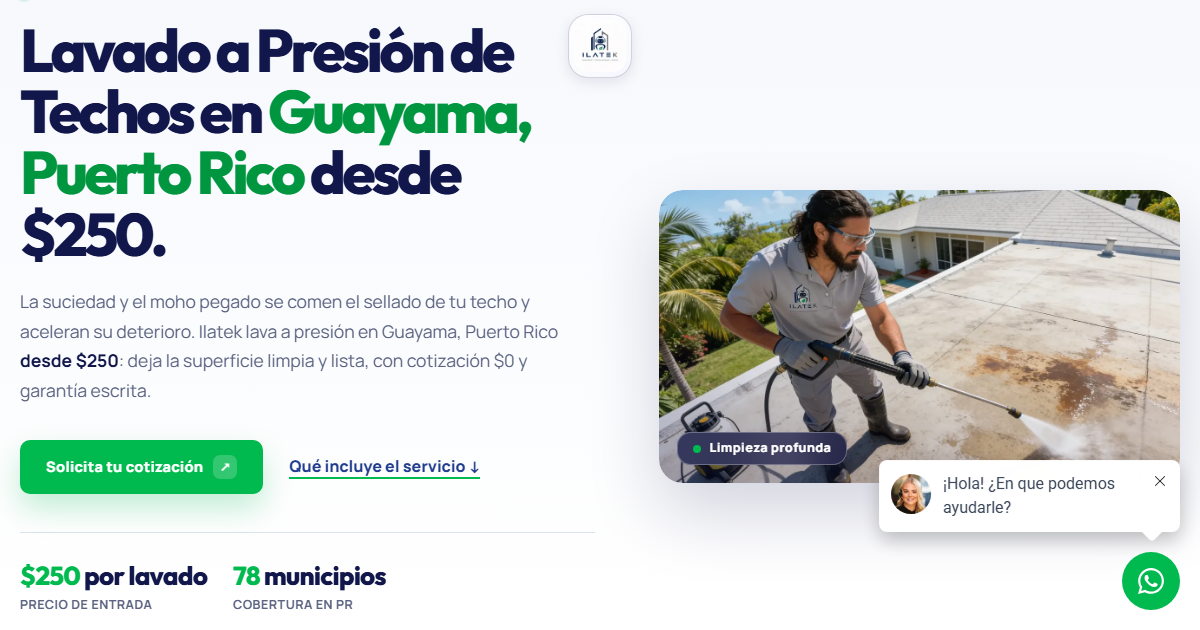 Lavado a Presión de
Techos en Guayama,
Puerto Rico desde
$250.
ILATEK
La suciedad y el moho pegado se comen el sellado de tu techo y
aceleran su deterioro. Ilatek lava a presión en Guayama, Puerto Rico
desde $250: deja la superficie limpia y lista, con cotización $0 y
garantía escrita.
Solicita tu cotización ↗
Qué incluye el servicio ↓
ILATEK
Limpieza profunda
¡Hola! ¿En que podemos
ayudarle?
$250 por lavado
PRECIO DE ENTRADA
78 municipios
COBERTURA EN PR